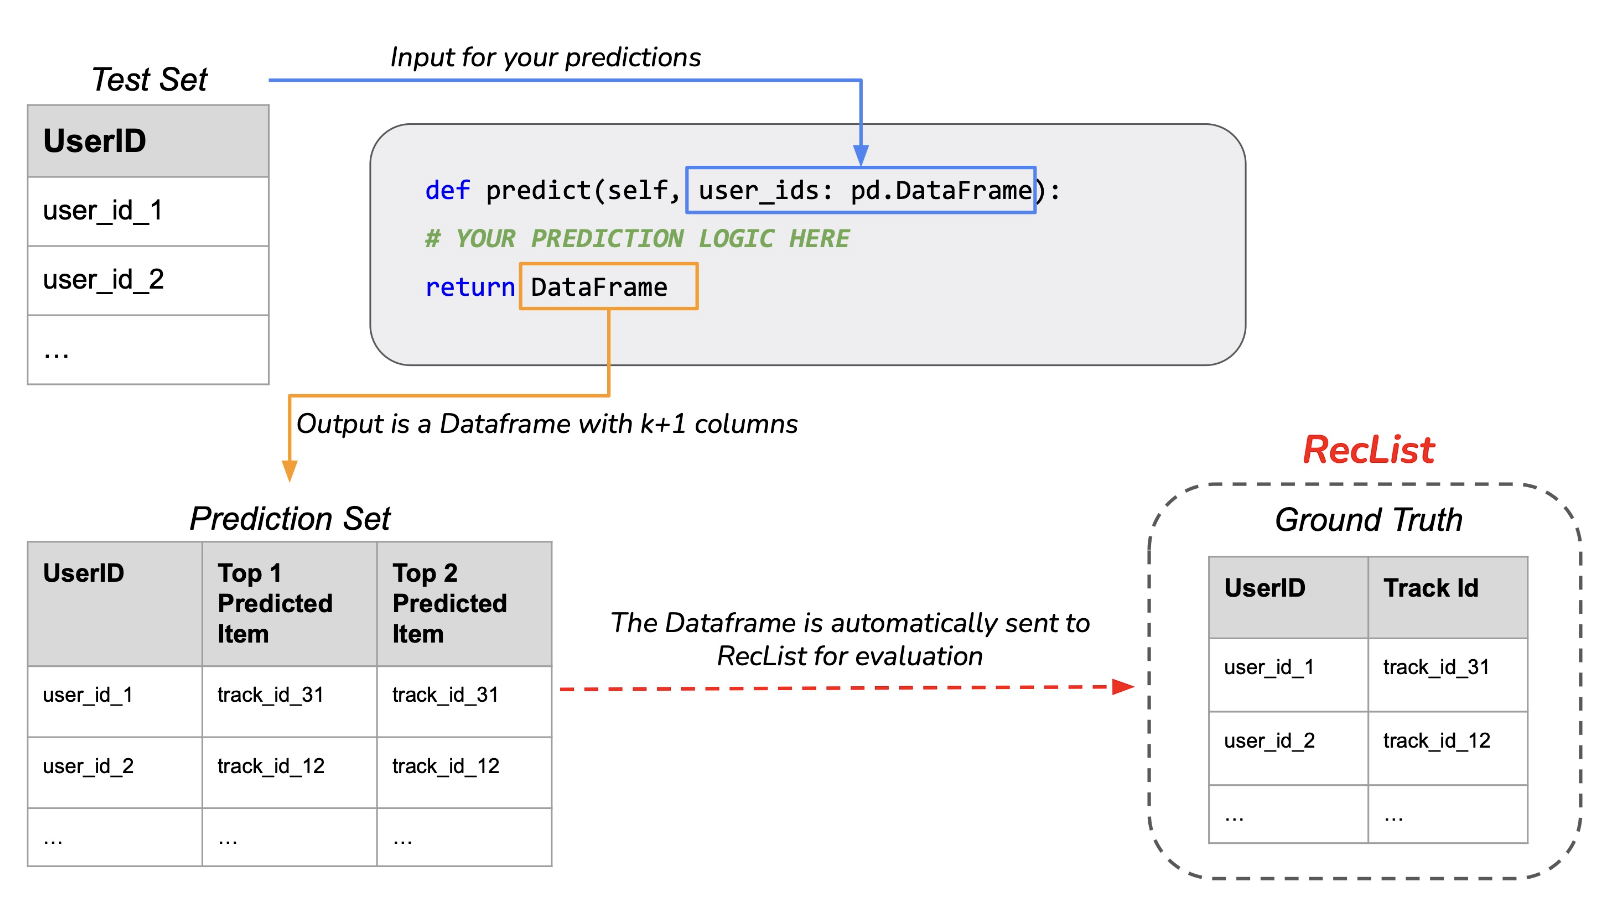 Input for your predictions
Test Set
UserID
user_id_1
user_id_2
...
def predict(self, user_ids: pd.DataFrame):
# YOUR PREDICTION LOGIC HERE
return DataFrame
Output is a Dataframe with k+1 columns
Prediction Set
UserID
Top 1
Predicted
Item
Top 2
Predicted
Item
user_id_1 track_id_31 track_id_31
user_id_2 track_id_12 track_id_12
... ... ...
The Dataframe is automatically sent to
RecList for evaluation
RecList
Ground Truth
UserID Track Id
user_id_1 track_id_31
user_id_2 track_id_12
... ...